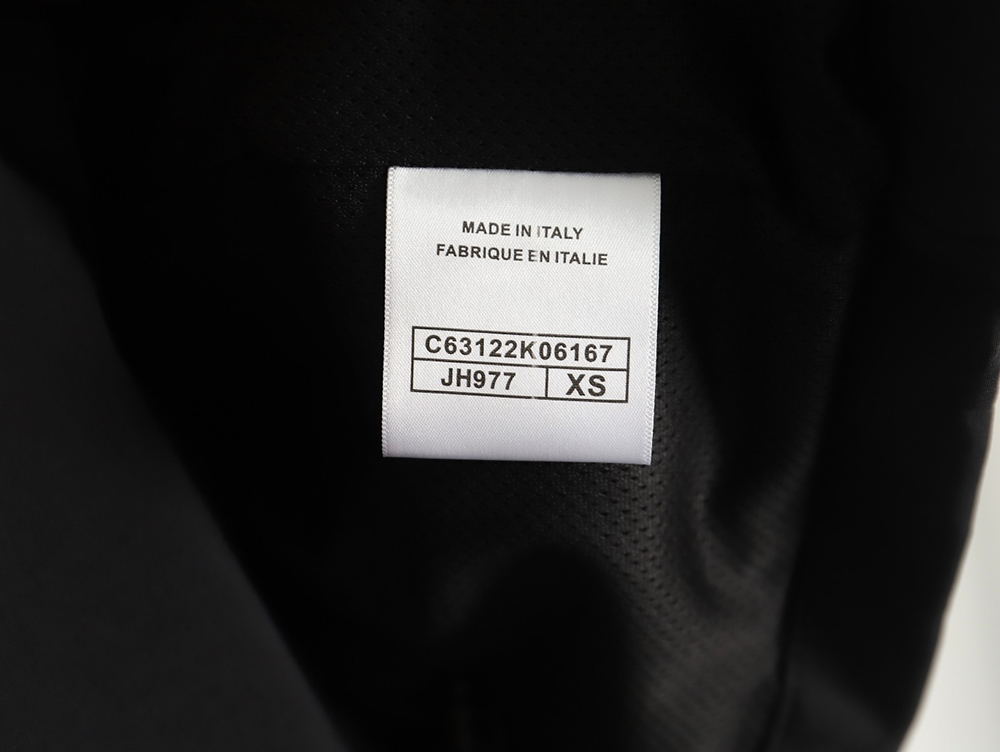 MADE IN ITALY
FABRIQUE EN ITALIE
C63122K06167
JH977 XS